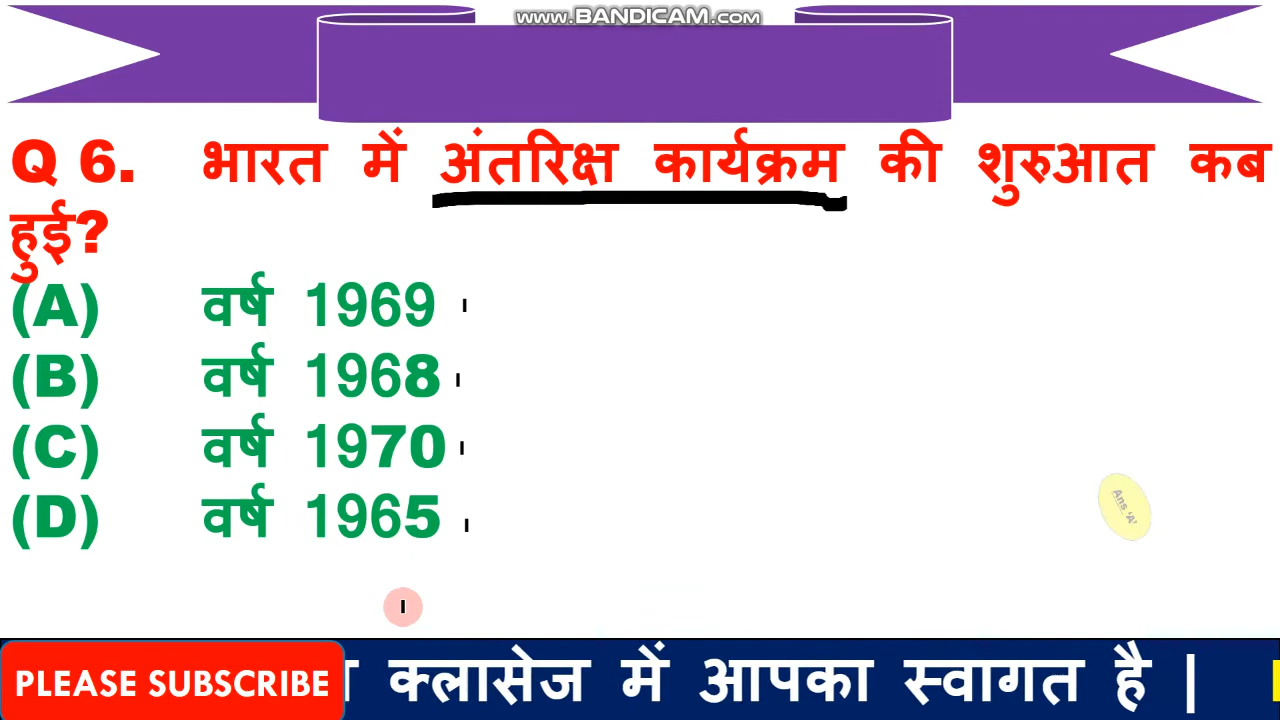 www.BANDICAM.com
Q 6. भारत में अंतरिक्ष कार्यक्रम की शुरुआत कब
हुई?
(A) वर्ष 1969
(B) वर्ष 1968
(C) वर्ष 1970
(D) वर्ष 1965
Ans 'A'
PLEASE SUBSCRIBE
क्लासेज में आपका स्वागत है |